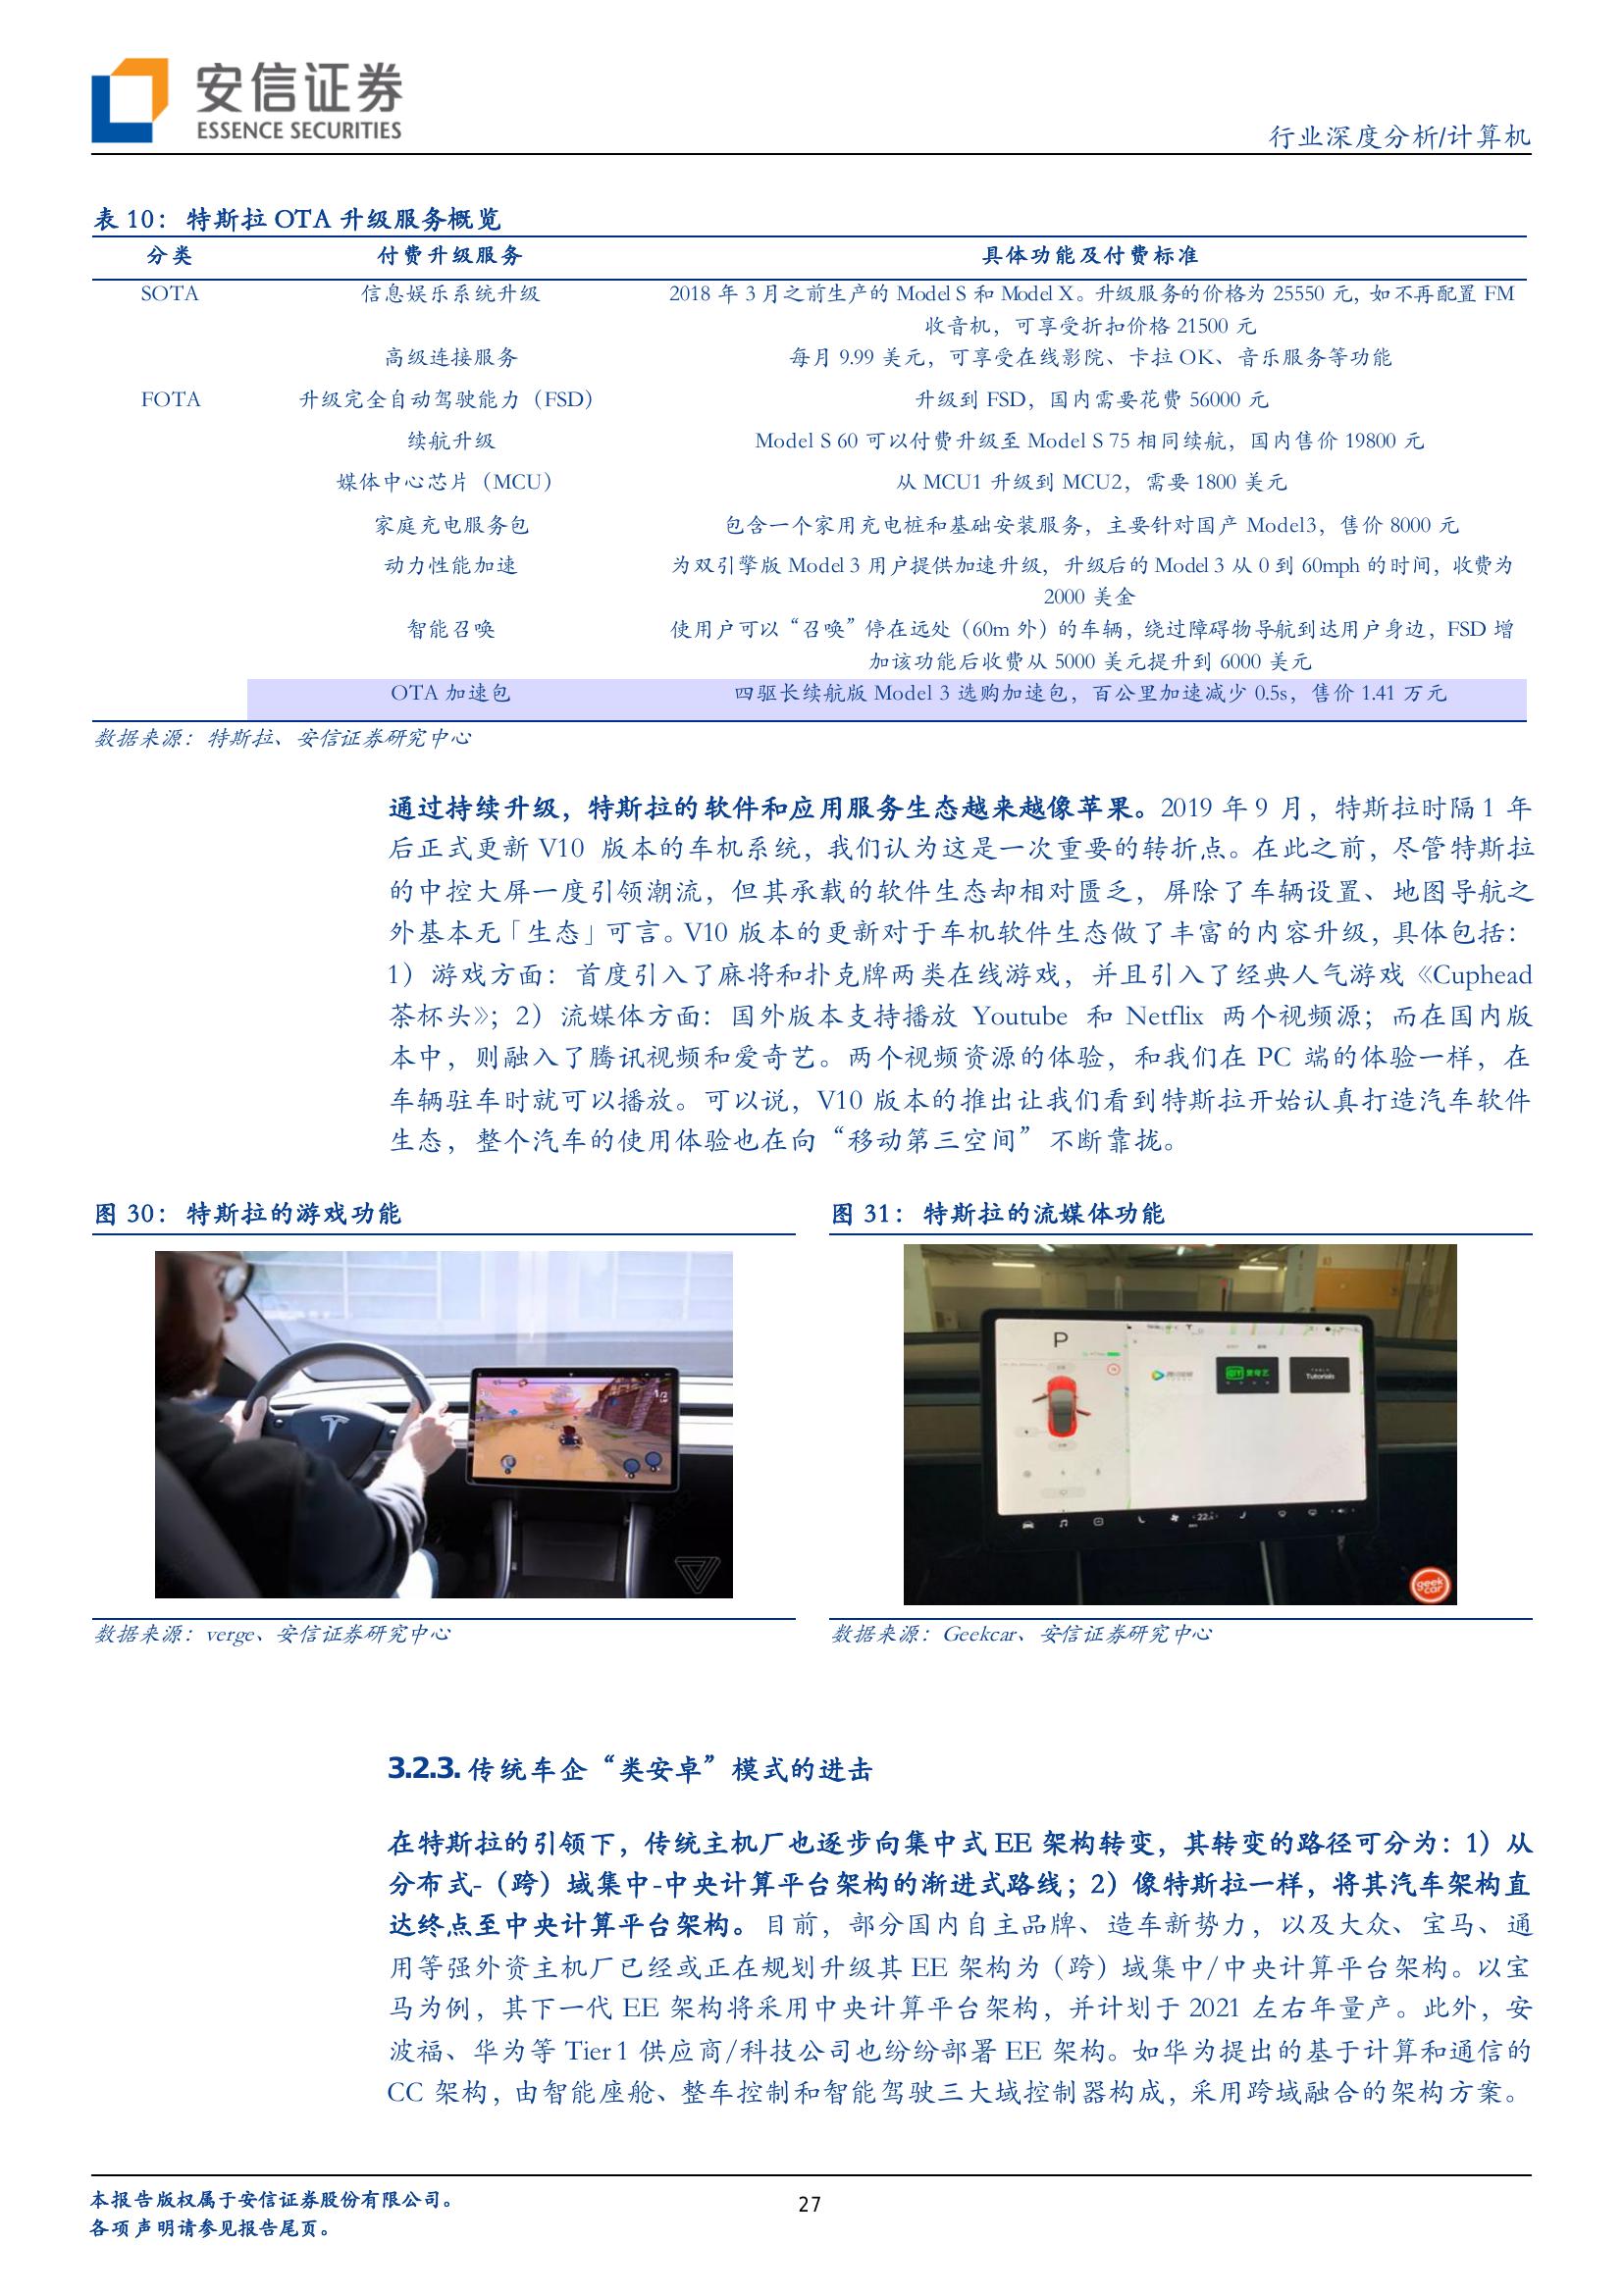 安信证券
ESSENCE SECURITIES
行业深度分析/计算机
表 10：特斯拉 OTA 升级服务概览
分类 付费升级服务 具体功能及付费标准
SOTA 信息娱乐系统升级 2018 年 3 月之前生产的 Model S 和 Model X。升级服务的价格为 25550 元，如不再配置 FM
收音机，可享受折扣价格 21500 元
高级连接服务 每月 9.99 美元，可享受在线影院、卡拉 OK、音乐服务等功能
FOTA 升级完全自动驾驶能力（FSD） 升级到 FSD，国内需要花费 56000 元
续航升级 Model S 60 可以付费升级至 Model S 75 相同续航，国内售价 19800 元
媒体中心芯片（MCU） 从 MCU1 升级到 MCU2，需要 1800 美元
家庭充电服务包 包含一个家用充电桩和基础安装服务，主要针对国产 Model3，售价 8000 元
动力性能加速 为双引擎版 Model 3 用户提供加速升级，升级后的 Model 3 从 0 到 60mph 的时间，收费为
2000 美金
智能召唤 使用户可以“召唤”停在远处（60m 外）的车辆，绕过障碍物导航到达用户身边，FSD 增
加该功能后收费从 5000 美元提升到 6000 美元
OTA 加速包 四驱长续航版 Model 3 选购加速包，百公里加速减少 0.5s，售价 1.41 万元
数据来源：特斯拉、安信证券研究中心
通过持续升级，特斯拉的软件和应用服务生态越来越像苹果。2019 年 9 月，特斯拉时隔 1 年
后正式更新 V10 版本的车机系统，我们认为这是一次重要的转折点。在此之前，尽管特斯拉
的中控大屏一度引领潮流，但其承载的软件生态却相对匮乏，屏除了车辆设置、地图导航之
外基本无「生态」可言。V10 版本的更新对于车机软件生态做了丰富的内容升级，具体包括：
1）游戏方面：首度引入了麻将和扑克牌两类在线游戏，并且引入了经典人气游戏《Cuphead
茶杯头》；2）流媒体方面：国外版本支持播放 Youtube 和 Netflix 两个视频源；而在国内版
本中，则融入了腾讯视频和爱奇艺。两个视频资源的体验，和我们在 PC 端的体验一样，在
车辆驻车时就可以播放。可以说，V10 版本的推出让我们看到特斯拉开始认真打造汽车软件
生态，整个汽车的使用体验也在向“移动第三空间”不断靠拢。
图 30：特斯拉的游戏功能 图 31：特斯拉的流媒体功能
P
爱奇艺
Tutorials
22
geek
car
数据来源：verge、安信证券研究中心 数据来源：Geekcar、安信证券研究中心
3.2.3. 传统车企“类安卓”模式的进击
在特斯拉的引领下，传统主机厂也逐步向集中式 EE 架构转变，其转变的路径可分为：1）从
分布式-（跨）域集中-中央计算平台架构的渐进式路线；2）像特斯拉一样，将其汽车架构直
达终点至中央计算平台架构。目前，部分国内自主品牌、造车新势力，以及大众、宝马、通
用等强外资主机厂已经或正在规划升级其 EE 架构为（跨）域集中/中央计算平台架构。以宝
马为例，其下一代 EE 架构将采用中央计算平台架构，并计划于 2021 左右年量产。此外，安
波福、华为等 Tier 1 供应商/科技公司也纷纷部署 EE 架构。如华为提出的基于计算和通信的
CC 架构，由智能座舱、整车控制和智能驾驶三大域控制器构成，采用跨域融合的架构方案。
本报告版权属于安信证券股份有限公司。
各项声明请参见报告尾页。
27